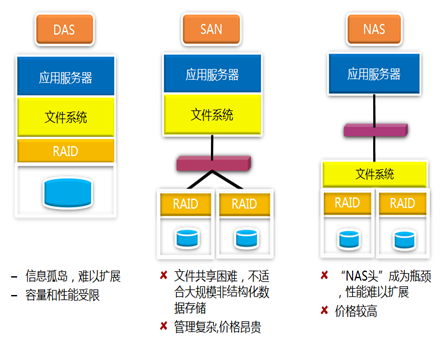 DAS
SAN
NAS
应用服务器
文件系统
RAID
应用服务器
文件系统
RAID
RAID
应用服务器
文件系统
RAID
RAID
– 信息孤岛，难以扩展
– 容量和性能受限
✘ 文件共享困难，不适
合大规模非结构化数
据存储
✘ 管理复杂,价格昂贵
✘ “NAS头”成为瓶颈
，性能难以扩展
✘ 价格较高